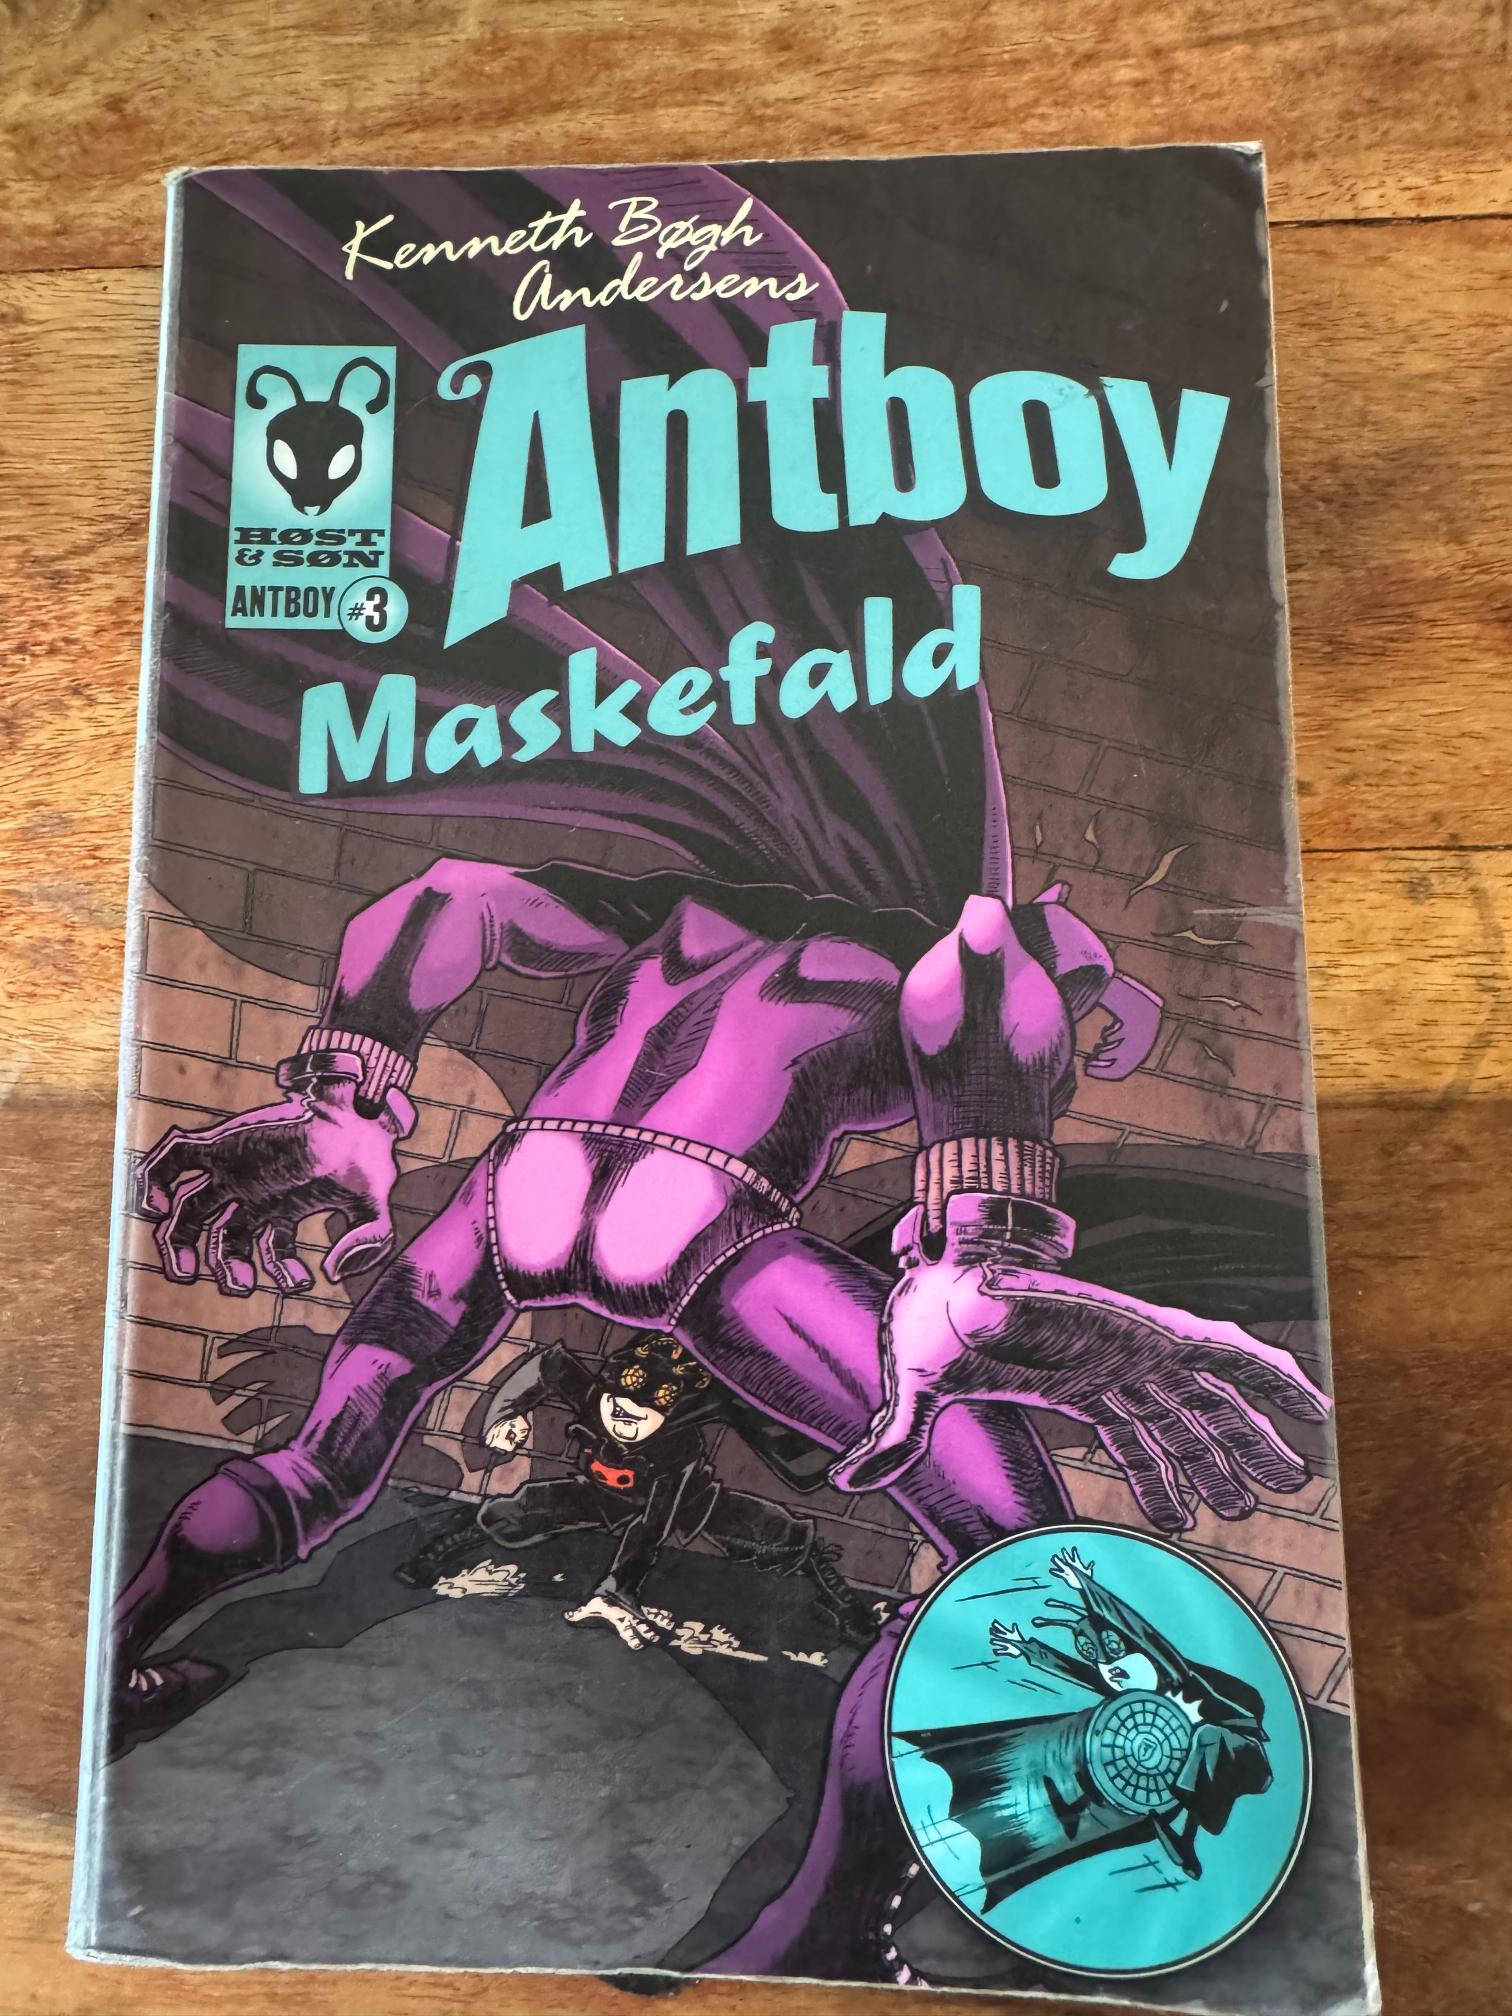 Kenneth Bøgh
Andersens
Antboy
HØST
& SØN
ANTBOY #3
Maskefald